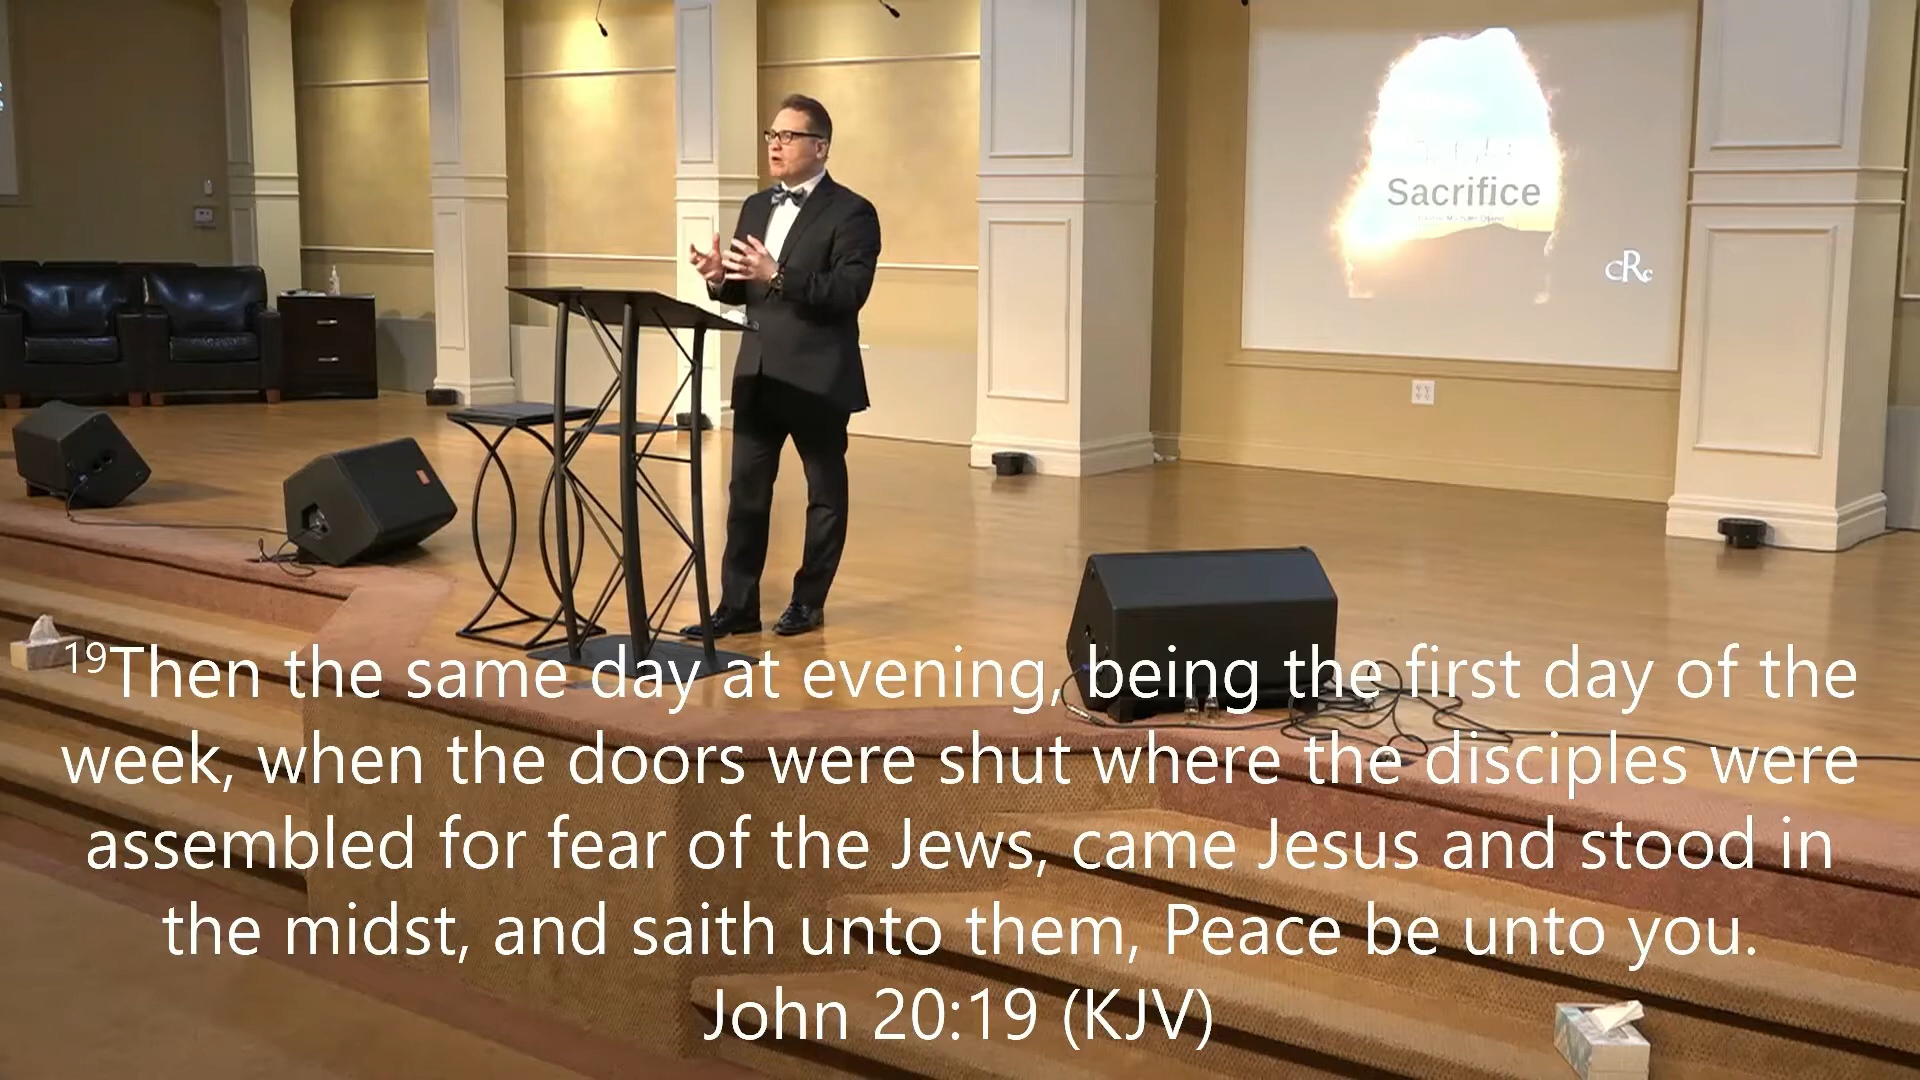 Sacrifice
cRc
19Then the same day at evening, being the first day of the
week, when the doors were shut where the disciples were
assembled for fear of the Jews, came Jesus and stood in
the midst, and saith unto them, Peace be unto you.
John 20:19 (KJV)